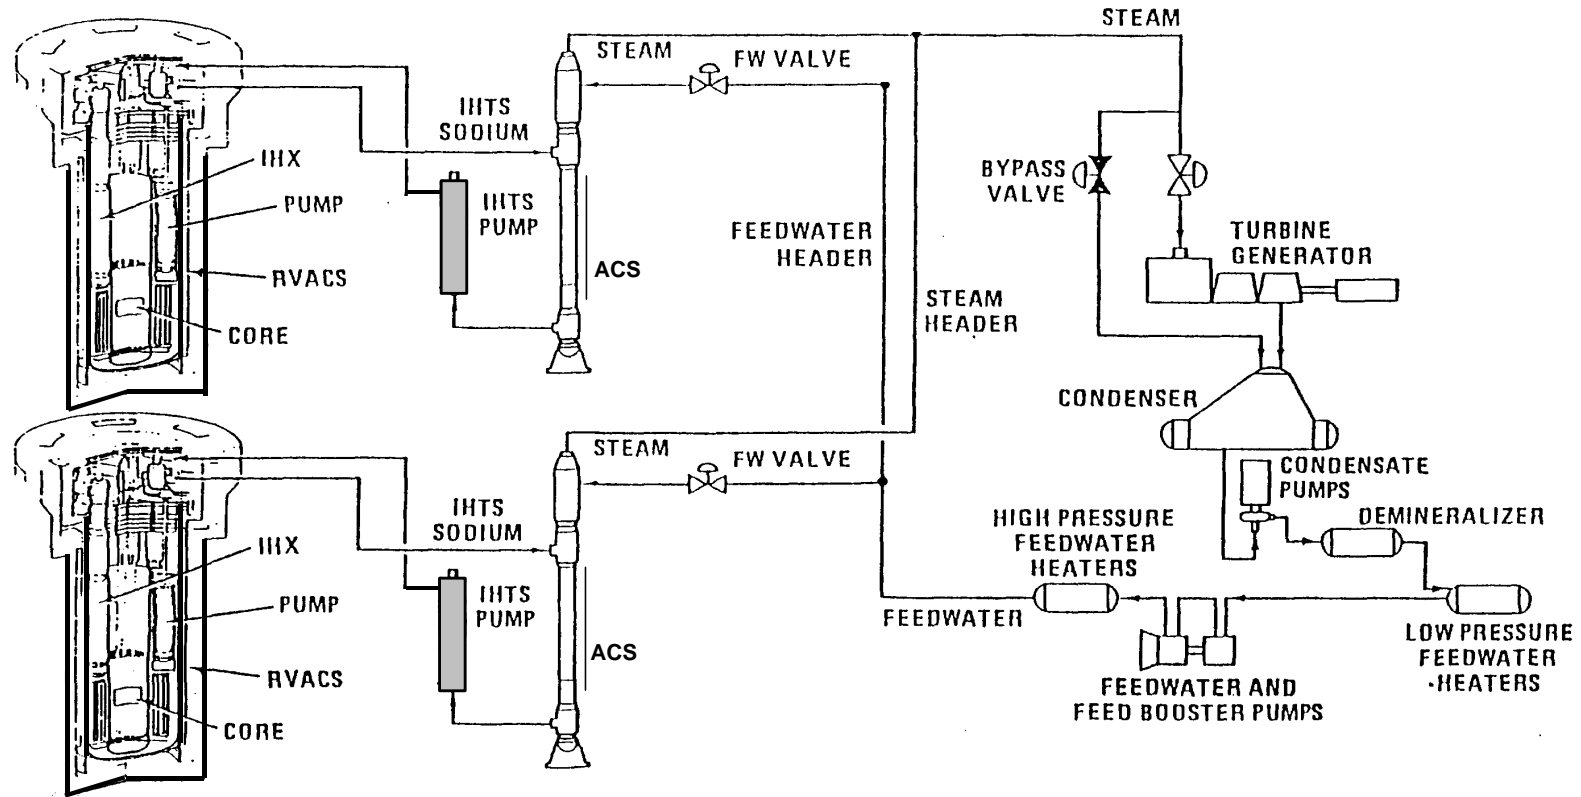 STEAM
STEAM
FW VALVE
IHTS
SODIUM
IHX
PUMP
RVACS
CORE
IHTS
PUMP
ACS
FEEDWATER
HEADER
STEAM
HEADER
BYPASS
VALVE
TURBINE
GENERATOR
CONDENSER
CONDENSATE
PUMPS
DEMINERALIZER
LOW PRESSURE
FEEDWATER
HEATERS
HIGH PRESSURE
FEEDWATER
HEATERS
FEEDWATER AND
FEED BOOSTER PUMPS
FEEDWATER
STEAM
FW VALVE
IHTS
SODIUM
IHX
PUMP
RVACS
CORE
IHTS
PUMP
ACS